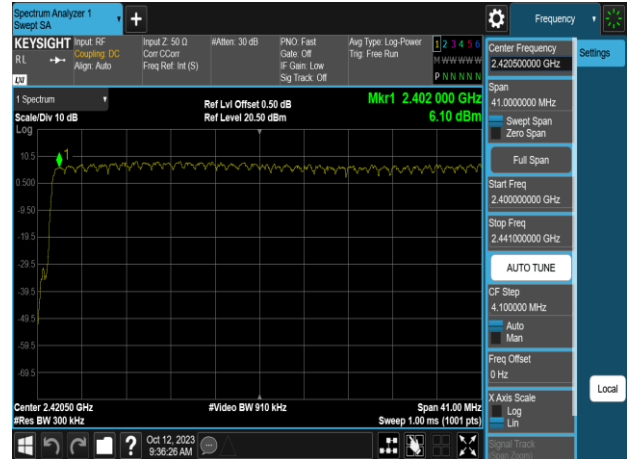 Spectrum Analyzer 1
Swept SA
Frequency
KEYSIGHT
RL
LXI
Input: RF
Coupling: DC
Align: Auto
Input Z: 50 Ω
Corr CCorr
Freq Ref: Int (S)
#Atten: 30 dB
PNO: Fast
Gate: Off
IF Gain: Low
Sig Track: Off
Avg Type: Log-Power
Trig: Free Run
1 2 3 4 5 6
M W W W W W
P N N N N N
1 Spectrum
Scale/Div 10 dB
Log
Ref Lvl Offset 0.50 dB
Ref Level 20.50 dBm
Mkr1 2.402 000 GHz
6.10 dBm
1
10.5
0.500
-9.50
-19.5
-29.5
-39.5
-49.5
-59.5
-69.5
Center 2.42050 GHz
#Res BW 300 kHz
#Video BW 910 kHz
Span 41.00 MHz
Sweep 1.00 ms (1001 pts)
?
Oct 12, 2023
9:36:26 AM
Center Frequency
2.420500000 GHz
Span
41.0000000 MHz
Swept Span
Zero Span
Full Span
Start Freq
2.400000000 GHz
Stop Freq
2.441000000 GHz
AUTO TUNE
CF Step
4.100000 MHz
Auto
Man
Freq Offset
0 Hz
X Axis Scale
Log
Lin
Signal Track
(Span Zoom)
Settings
Local